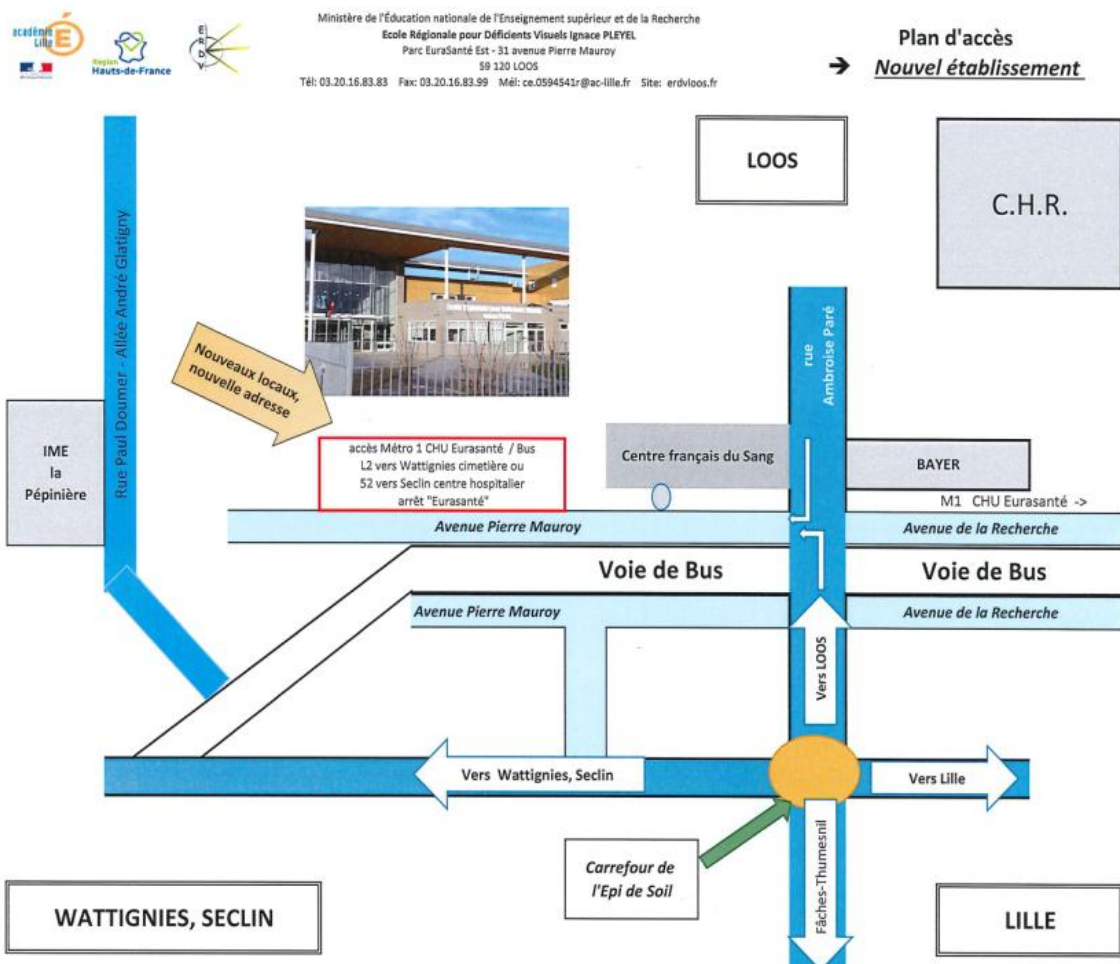 académie
Lille
Région
Hauts-de-France
E R D V
Ministère de l'Éducation nationale de l'Enseignement supérieur et de la Recherche
Ecole Régionale pour Déficients Visuels Ignace PLEYEL
Parc EuraSanté Est - 31 avenue Pierre Mauroy
59 120 LOOS
Tél: 03.20.16.83.83 Fax: 03.20.16.83.99 Mél: ce.0594541r@ac-lille.fr Site: erdvloos.fr
Plan d'accès
→ Nouvel établissement
LOOS
C.H.R.
Rue Paul Doumer - Allée André Glatigny
Nouveaux locaux,
nouvelle adresse
rue
Ambroise Paré
IME
la
Pépinière
accès Métro 1 CHU Eurasanté / Bus
L2 vers Wattignies cimetière ou
52 vers Seclin centre hospitalier
arrêt "Eurasanté"
Centre français du Sang
BAYER
M1 CHU Eurasanté ->
Avenue Pierre Mauroy
Avenue de la Recherche
Voie de Bus
Voie de Bus
Avenue Pierre Mauroy
Avenue de la Recherche
Vers LOOS
Vers Wattignies, Seclin
Vers Lille
Carrefour de
l'Epi de Soil
Fâches-Thumesnil
WATTIGNIES, SECLIN
LILLE